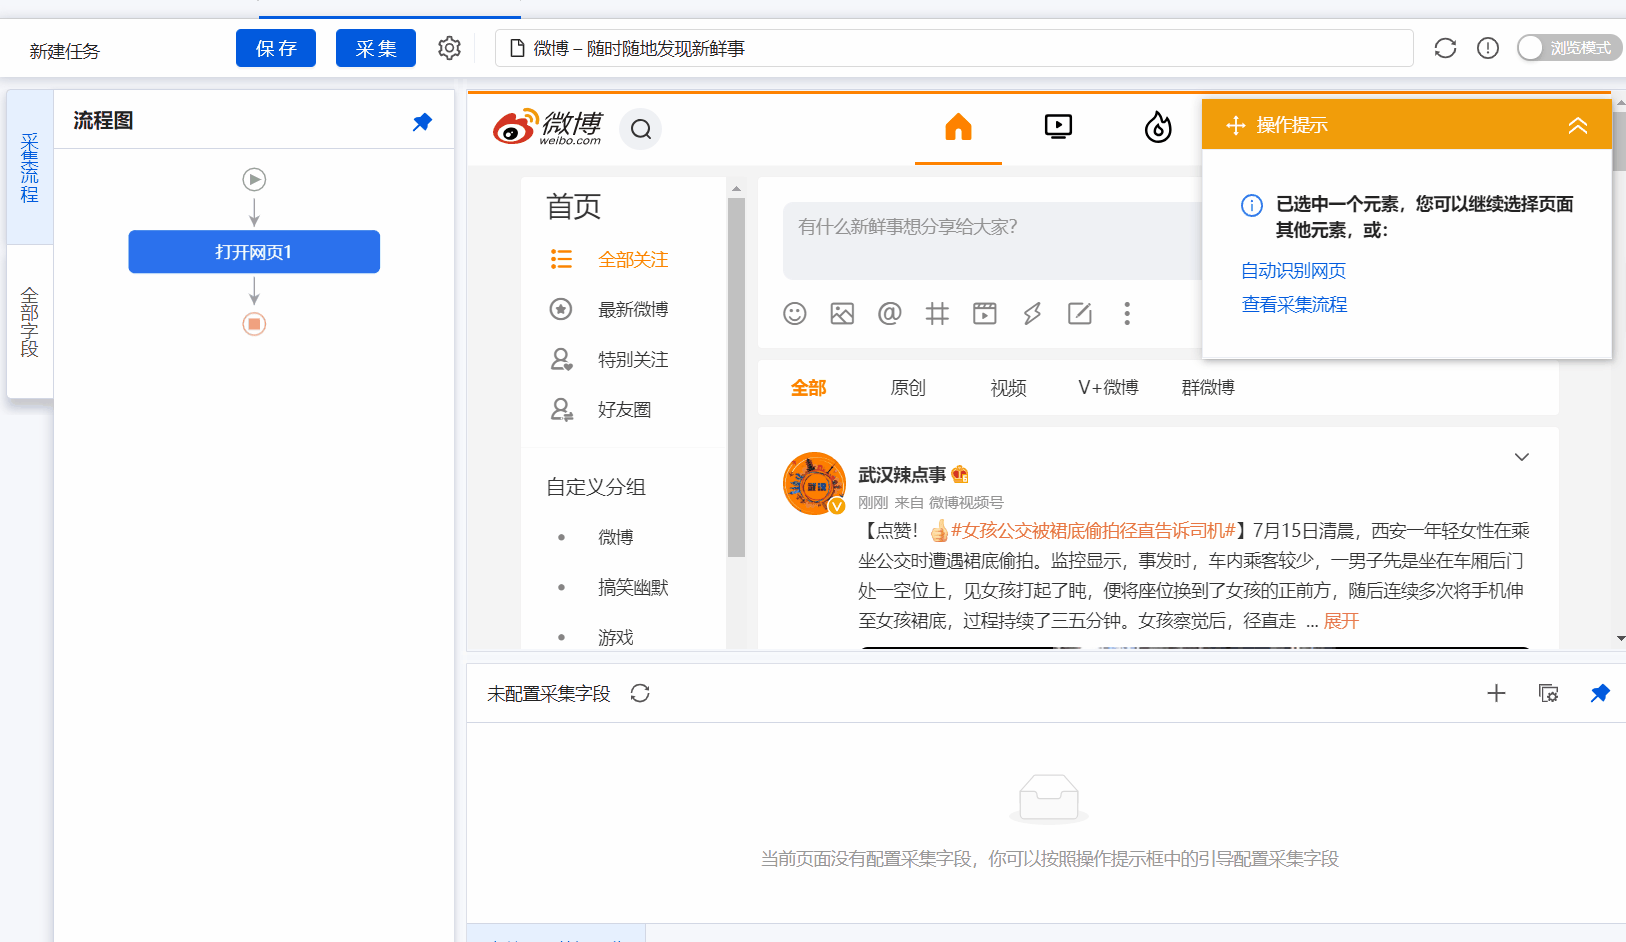 新建任务
保存
采集
微博 – 随时随地发现新鲜事
浏览模式
采集流程
全部字段
流程图
打开网页1
微博
weibo.com
操作提示
已选中一个元素，您可以继续选择页面
其他元素，或：
自动识别网页
查看采集流程
首页
全部关注
最新微博
特别关注
好友圈
自定义分组
微博
搞笑幽默
游戏
有什么新鲜事想分享给大家？
全部
原创
视频
V+微博
群微博
武汉辣点事
刚刚 来自 微博视频号
【点赞！👍#女孩公交被裙底偷拍径直告诉司机#】7月15日清晨，西安一年轻女性在乘
坐公交时遭遇裙底偷拍。监控显示，事发时，车内乘客较少，一男子先是坐在车厢后门
处一空位上，见女孩打起了盹，便将座位换到了女孩的正前方，随后连续多次将手机伸
至女孩裙底，过程持续了三五分钟。女孩察觉后，径直走 ... 展开
未配置采集字段
当前页面没有配置采集字段，你可以按照操作提示框中的引导配置采集字段